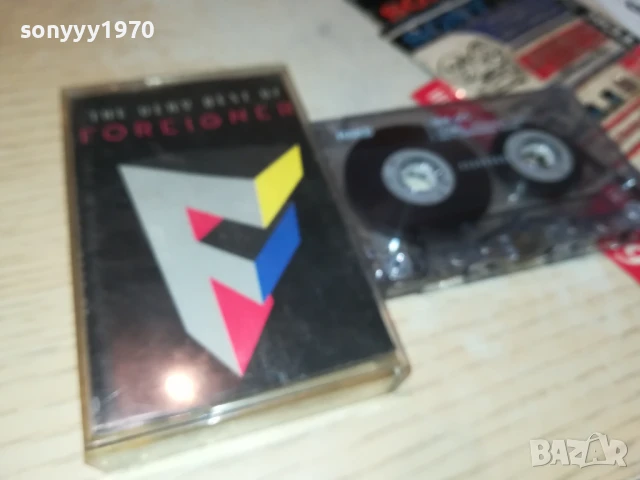 sonyyy1970
THE VERY BEST OF
FOREIGNER
BAZAR